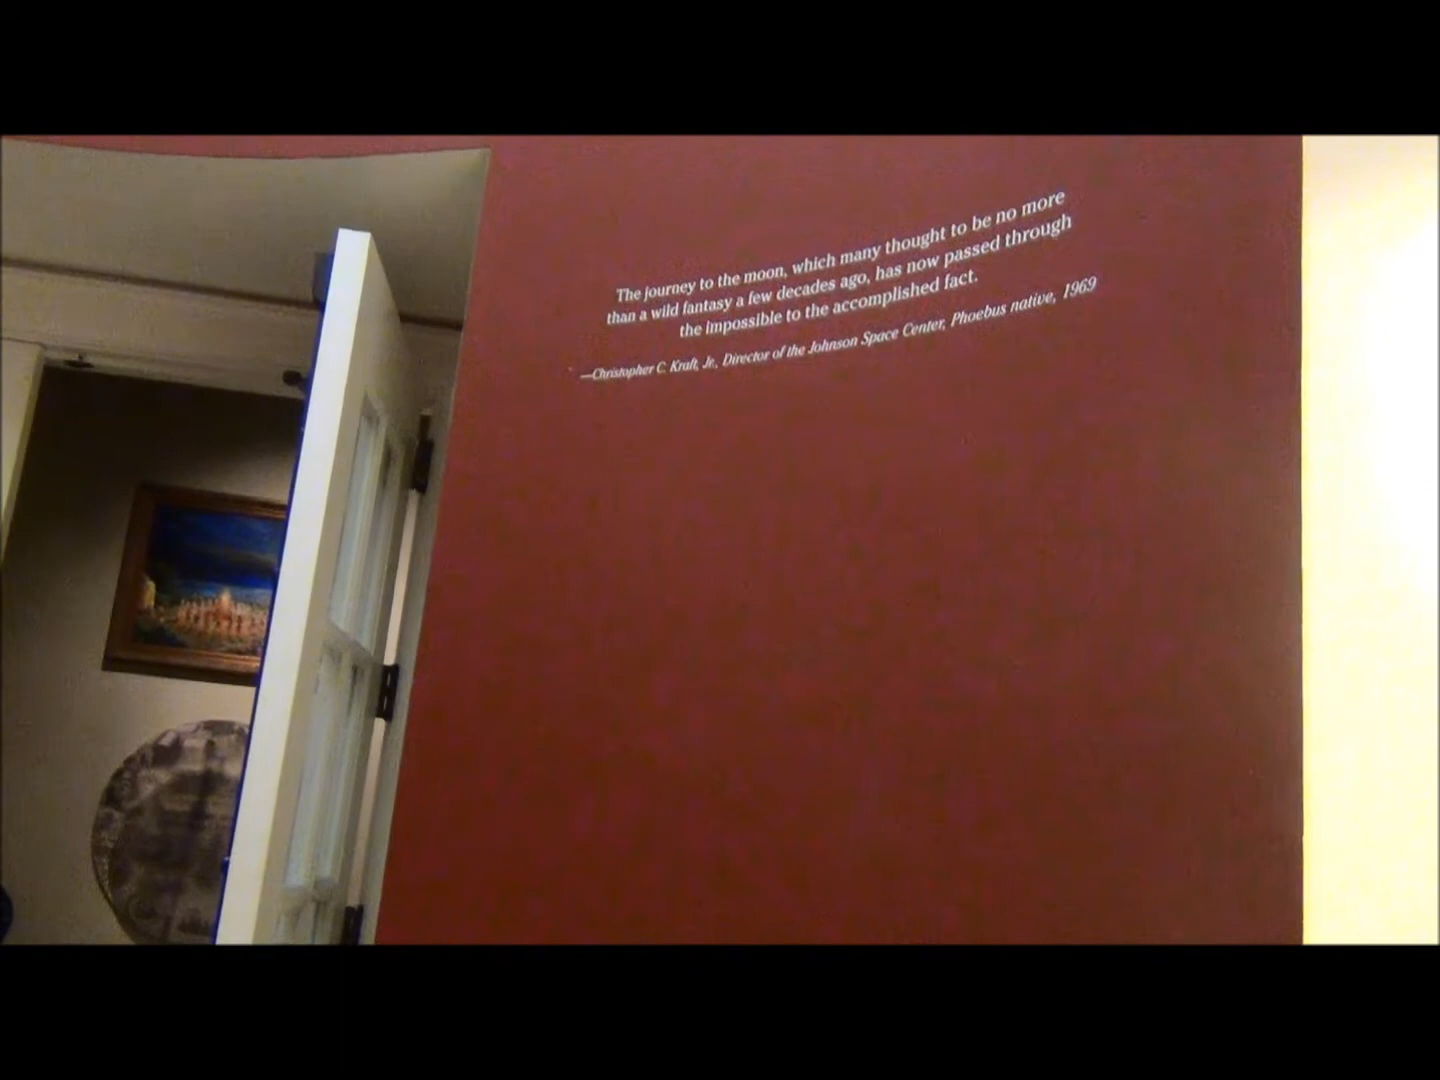 The journey to the moon, which many thought to be no more
than a wild fantasy a few decades ago, has now passed through
the impossible to the accomplished fact.
—Christopher C. Kraft, Jr., Director of the Johnson Space Center, Phoebus native, 1969